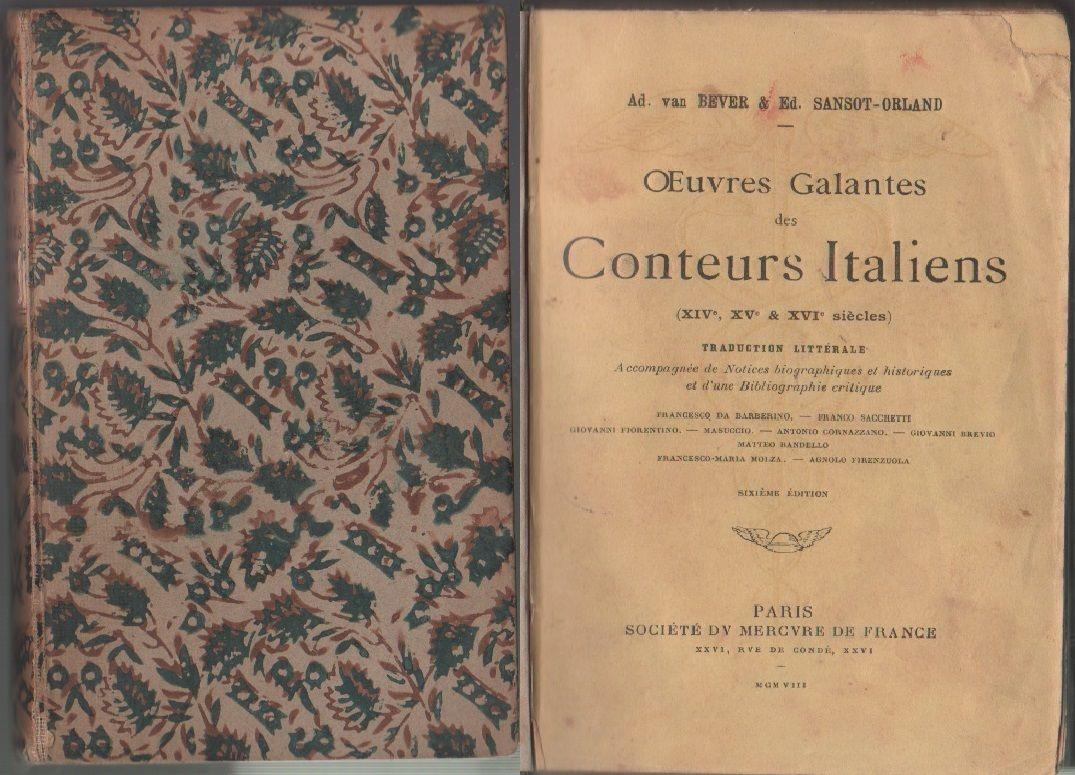 Ad. van BEVER & Ed. SANSOT-ORLAND
Œuvres Galantes
des
Conteurs Italiens
(XIVe, XVe & XVIe siècles)
TRADUCTION LITTÉRALE
Accompagnée de Notices biographiques et historiques
et d'une Bibliographie critique
FRANCESCO DA BARBERINO. — FRANCO SACCHETTI
GIOVANNI FIORENTINO. — MASUCCIO. — ANTONIO CORNAZZANO. — GIOVANNI BREVIO
MATTEO BANDELLO
FRANCESCO-MARIA MOLZA. — AGNOLO FIRENZUOLA
SIXIÈME ÉDITION
PARIS
SOCIÉTÉ DV MERCVRE DE FRANCE
XXVI, RVE DE CONDÉ, XXVI
MCMVIII